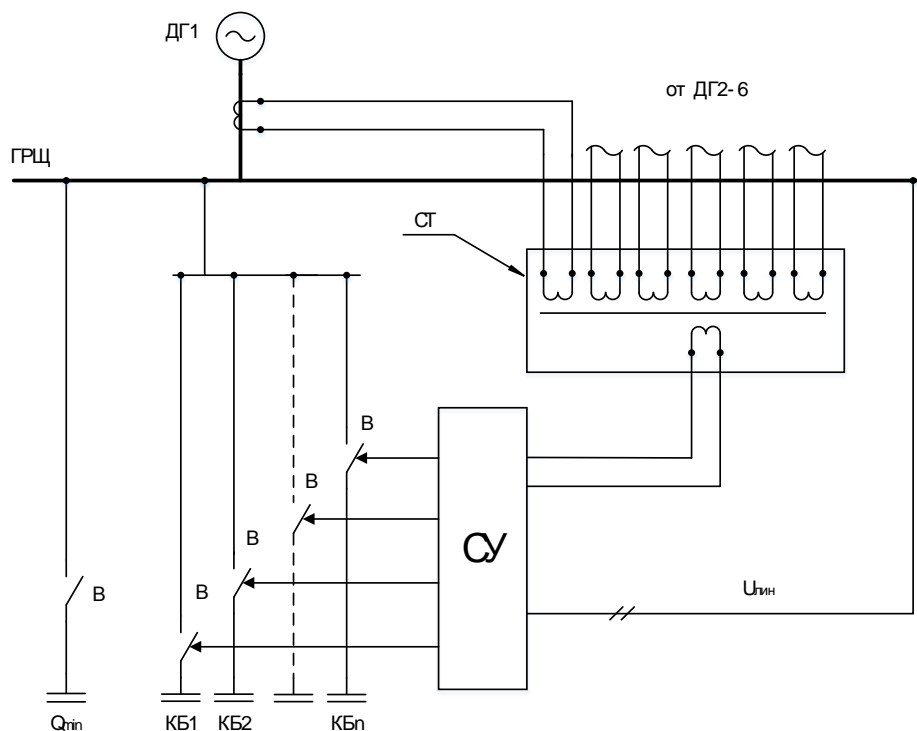 ДГ1
от ДГ2-6
ГРЩ
СТ
В
В
В
В
В
СУ
Uлин
Qmin
КБ1
КБ2
КБn